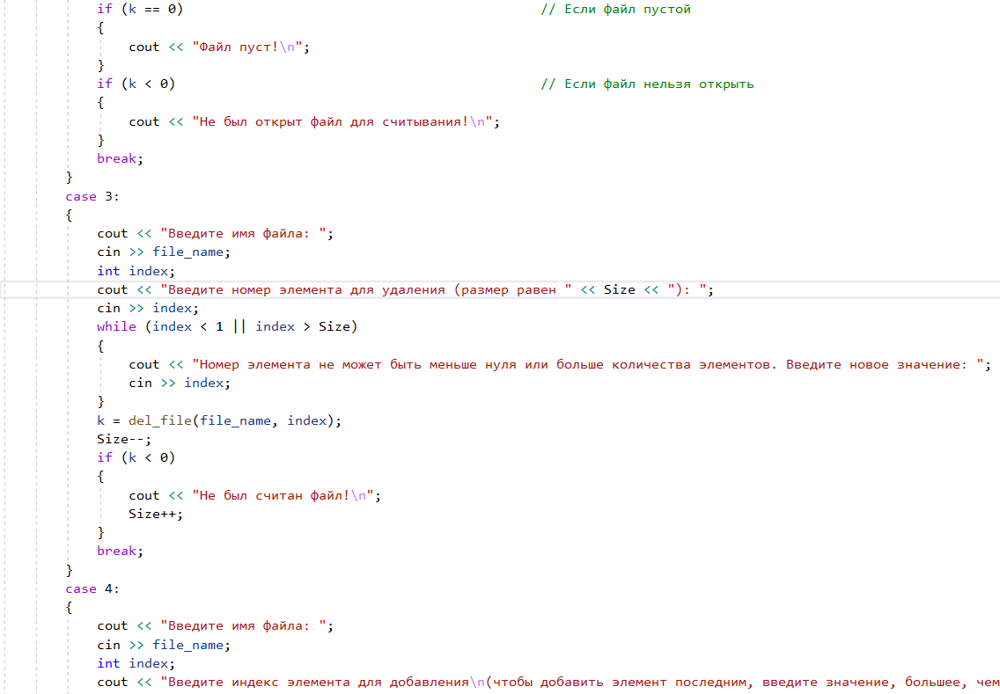 if (k == 0) // Если файл пустой
{
cout << "Файл пуст!\n";
}
if (k < 0) // Если файл нельзя открыть
{
cout << "Не был открыт файл для считывания!\n";
}
break;
}
case 3:
{
cout << "Введите имя файла: ";
cin >> file_name;
int index;
cout << "Введите номер элемента для удаления (размер равен " << Size << "): ";
cin >> index;
while (index < 1 || index > Size)
{
cout << "Номер элемента не может быть меньше нуля или больше количества элементов. Введите новое значение: ";
cin >> index;
}
k = del_file(file_name, index);
Size--;
if (k < 0)
{
cout << "Не был считан файл!\n";
Size++;
}
break;
}
case 4:
{
cout << "Введите имя файла: ";
cin >> file_name;
int index;
cout << "Введите индекс элемента для добавления\n(чтобы добавить элемент последним, введите значение, большее, чем